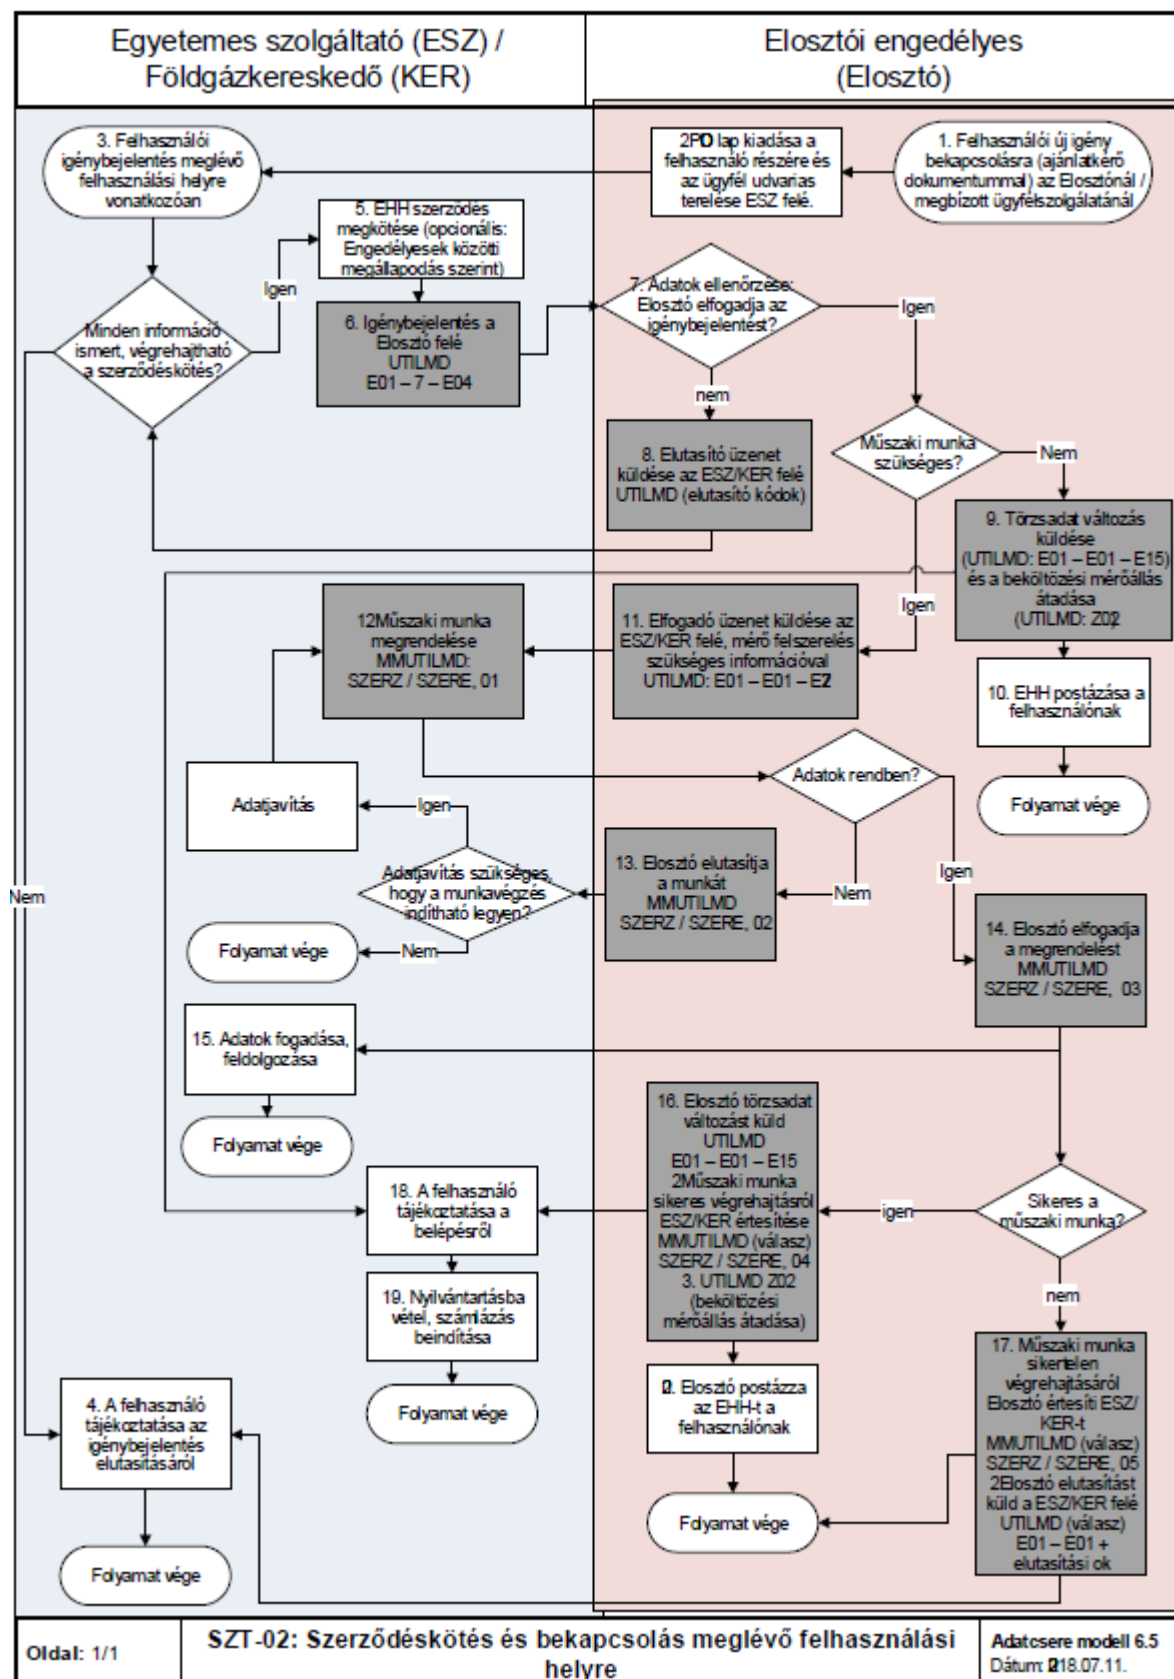 Egyetemes szolgáltató (ESZ) /
Földgázkereskedő (KER)
Elosztói engedélyes
(Elosztó)
1. Felhasználói új igény
bekapcsolásra (ajánlatkérő
dokumentummal) az Elosztónál /
megbízott ügyfélszolgálatánál
lap kiadása a
felhasználó részére és
az ügyfél udvarias
terelése ESZ felé.
3. Felhasználói
igénybejelentés meglévő
felhasználási helyre
vonatkozóan
5. EHH szerződés
megkötése (opcionális:
Engedélyesek közötti
megállapodás szerint)
Igen
Minden információ
ismert, végrehajtható
a szerződéskötés?
6. Igénybejelentés a
Elosztó felé
UTILMD
E01 – 7 – E04
7. Adatok ellenőrzése:
Elosztó elfogadja az
igénybejelentést?
Igen
nem
8. Elutasító üzenet
küldése az ESZ/KER felé
UTILMD (elutasító kódok)
Műszaki munka
szükséges?
Nem
9. Törzsadat változás
küldése
(UTILMD: E01 – E01 – E15)
és a beköltözési mérőállás
átadása
(UTILMD: Z02)
Igen
12Műszaki munka
megrendelése
MMUTILMD:
SZERZ / SZERE, 01
11. Elfogadó üzenet küldése az
ESZ/KER felé, mérő felszerelés
szükséges információval
UTILMD: E01 – E01 –
10. EHH postázása a
felhasználónak
Folyamat vége
Adatok rendben?
Adatjavítás
Igen
Adatjavítás szükséges,
hogy a munkavégzés
indítható legyen?
13. Elosztó elutasítja
a munkát
MMUTILMD
SZERZ / SZERE, 02
Nem
Igen
Nem
Nem
Folyamat vége
14. Elosztó elfogadja
a megrendelést
MMUTILMD
SZERZ / SZERE, 03
15. Adatok fogadása,
feldolgozása
Folyamat vége
16. Elosztó törzsadat
változást küld
UTILMD
E01 – E01 – E15
2Műszaki munka
sikeres végrehajtásról
ESZ/KER értesítése
MMUTILMD (válasz)
SZERZ / SZERE, 04
3. UTILMD Z02
(beköltözési
mérőállás átadása)
igen
Sikeres a
műszaki munka?
nem
18. A felhasználó
tájékoztatása a
belépésről
19. Nyilvántartásba
vétel, számlázás
beindítása
Folyamat vége
Elosztó postázza
az EHH-t a
felhasználónak
Folyamat vége
17. Műszaki munka
sikertelen
végrehajtásáról
Elosztó értesíti ESZ/
KER-t
MMUTILMD (válasz)
SZERZ / SZERE, 05
2Elosztó elutasítást
küld a ESZ/KER felé
UTILMD (válasz)
E01 – E01 +
elutasítási ok
4. A felhasználó
tájékoztatása az
igénybejelentés
elutasításáról
Folyamat vége
Oldal: 1/1
SZT-02: Szerződéskötés és bekapcsolás meglévő felhasználási
helyre
Adatcsere modell 6.5
Dátum: